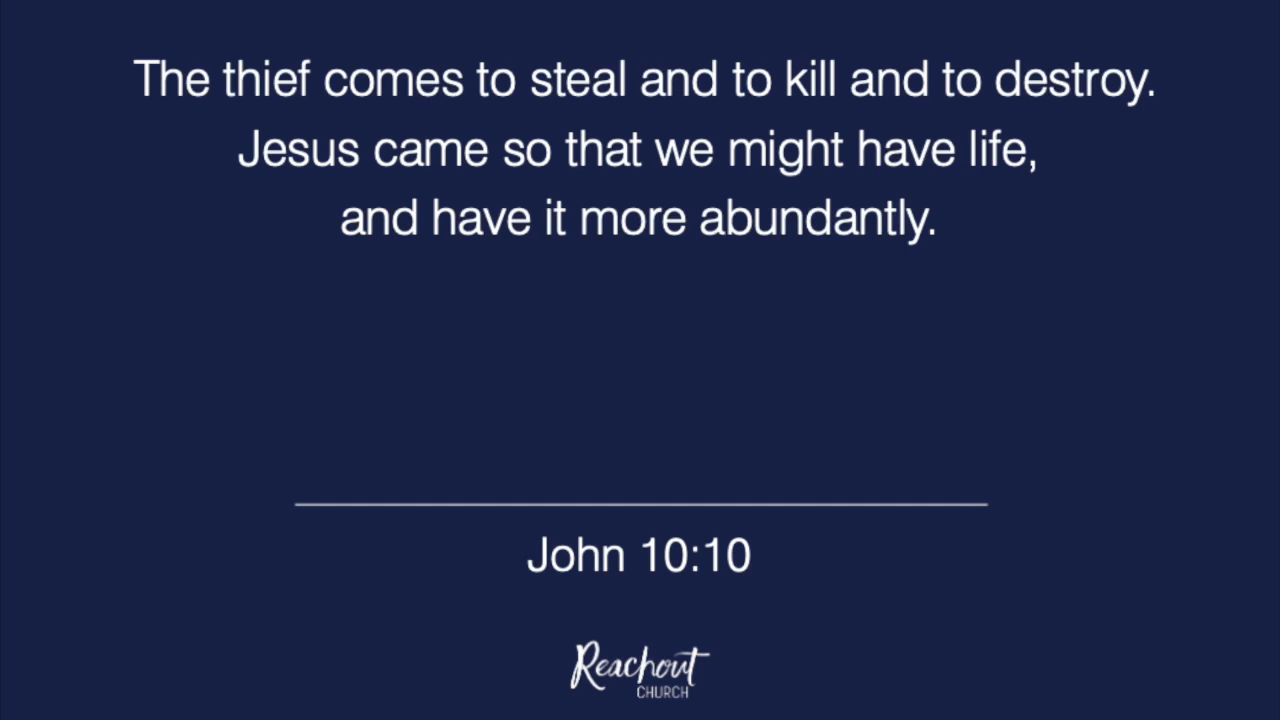 The thief comes to steal and to kill and to destroy.
Jesus came so that we might have life,
and have it more abundantly.
John 10:10
Reachout
CHURCH